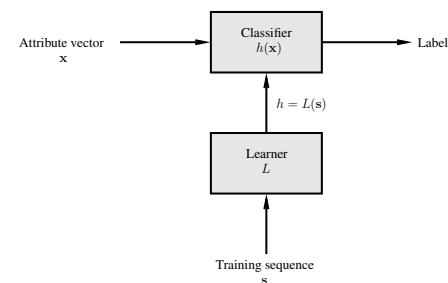 Classifier
h(x)
Attribute vector
x
Label
h = L(s)
Learner
L
Training sequence
s